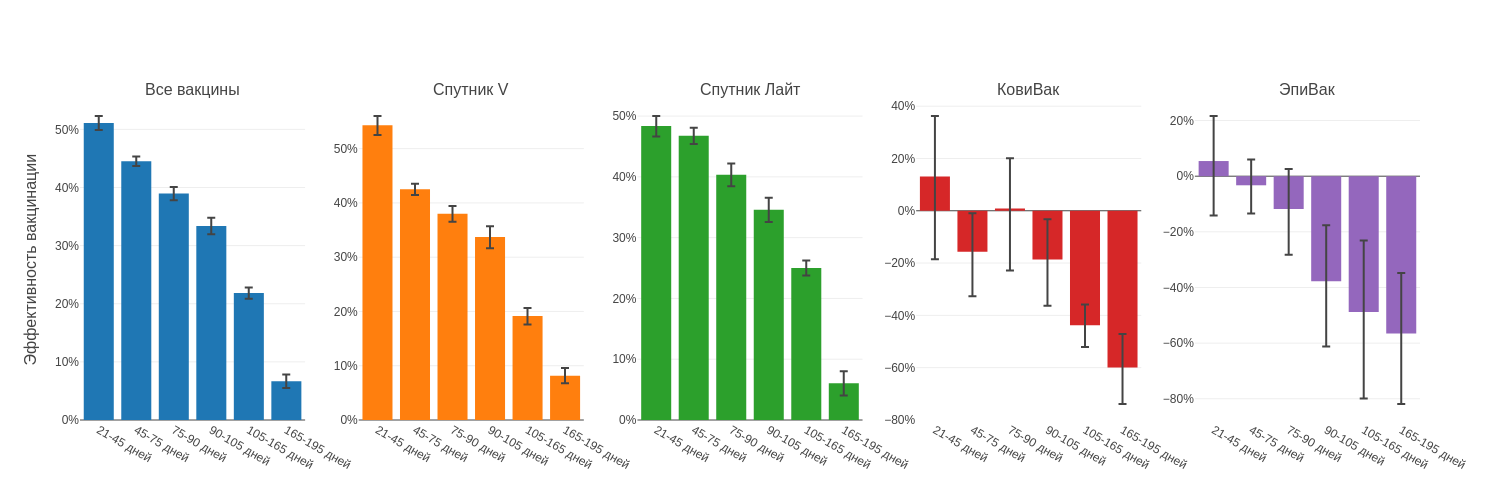 Все вакцины
Спутник V
Спутник Лайт
КовиВак
ЭпиВак
Эффективность вакцинации
50%
40%
30%
20%
10%
0%
21-45 дней
45-75 дней
75-90 дней
90-105 дней
105-165 дней
165-195 дней
50%
40%
30%
20%
10%
0%
21-45 дней
45-75 дней
75-90 дней
90-105 дней
105-165 дней
165-195 дней
50%
40%
30%
20%
10%
0%
21-45 дней
45-75 дней
75-90 дней
90-105 дней
105-165 дней
165-195 дней
40%
20%
0%
−20%
−40%
−60%
−80%
21-45 дней
45-75 дней
75-90 дней
90-105 дней
105-165 дней
165-195 дней
20%
0%
−20%
−40%
−60%
−80%
21-45 дней
45-75 дней
75-90 дней
90-105 дней
105-165 дней
165-195 дней